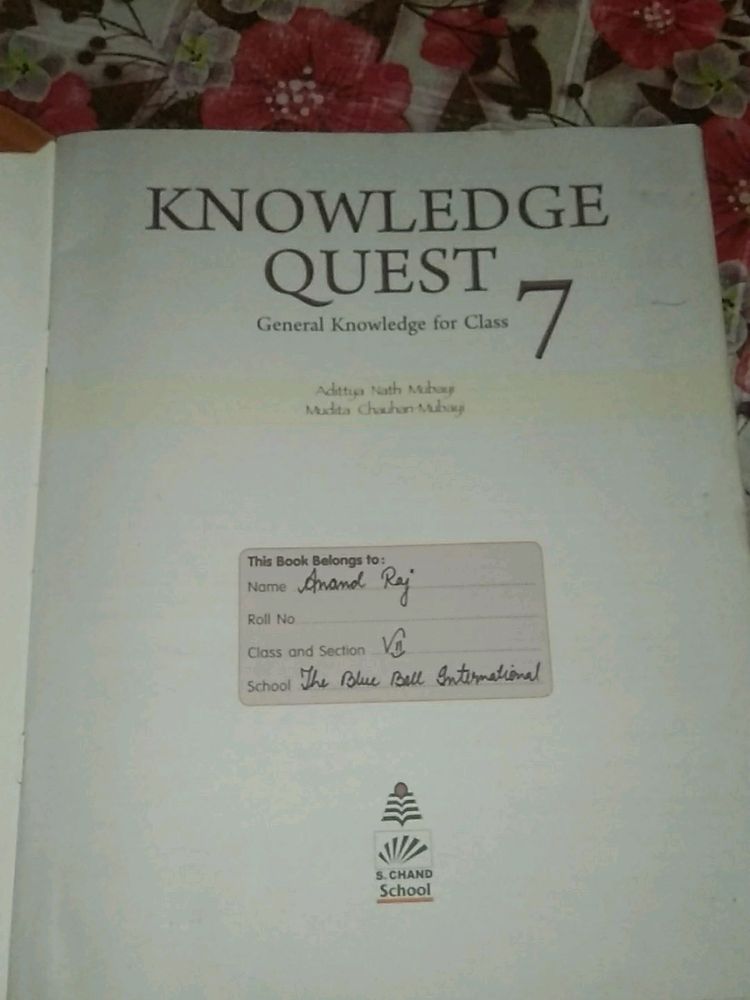 KNOWLEDGE
QUEST 7
General Knowledge for Class
Adittya Nath Mubayi
Mudita Chauhan-Mubayi
This Book Belongs to:
Name Anand Raj
Roll No
Class and Section VII
School The Blue Bell International
S. CHAND
School